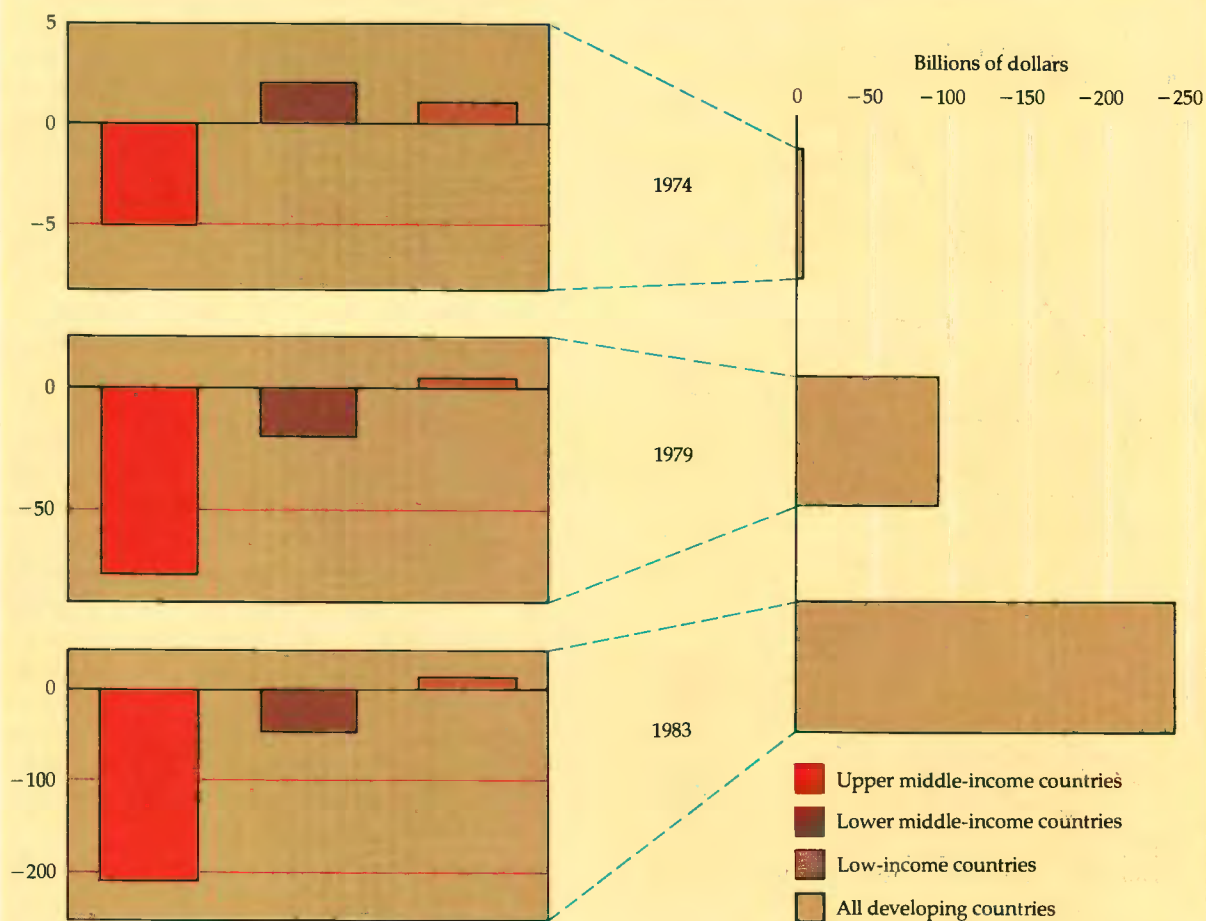 5
0
−5
1974
Billions of dollars
0 −50 −100 −150 −200 −250
0
−50
1979
0
−100
−200
1983
Upper middle-income countries
Lower middle-income countries
Low-income countries
All developing countries